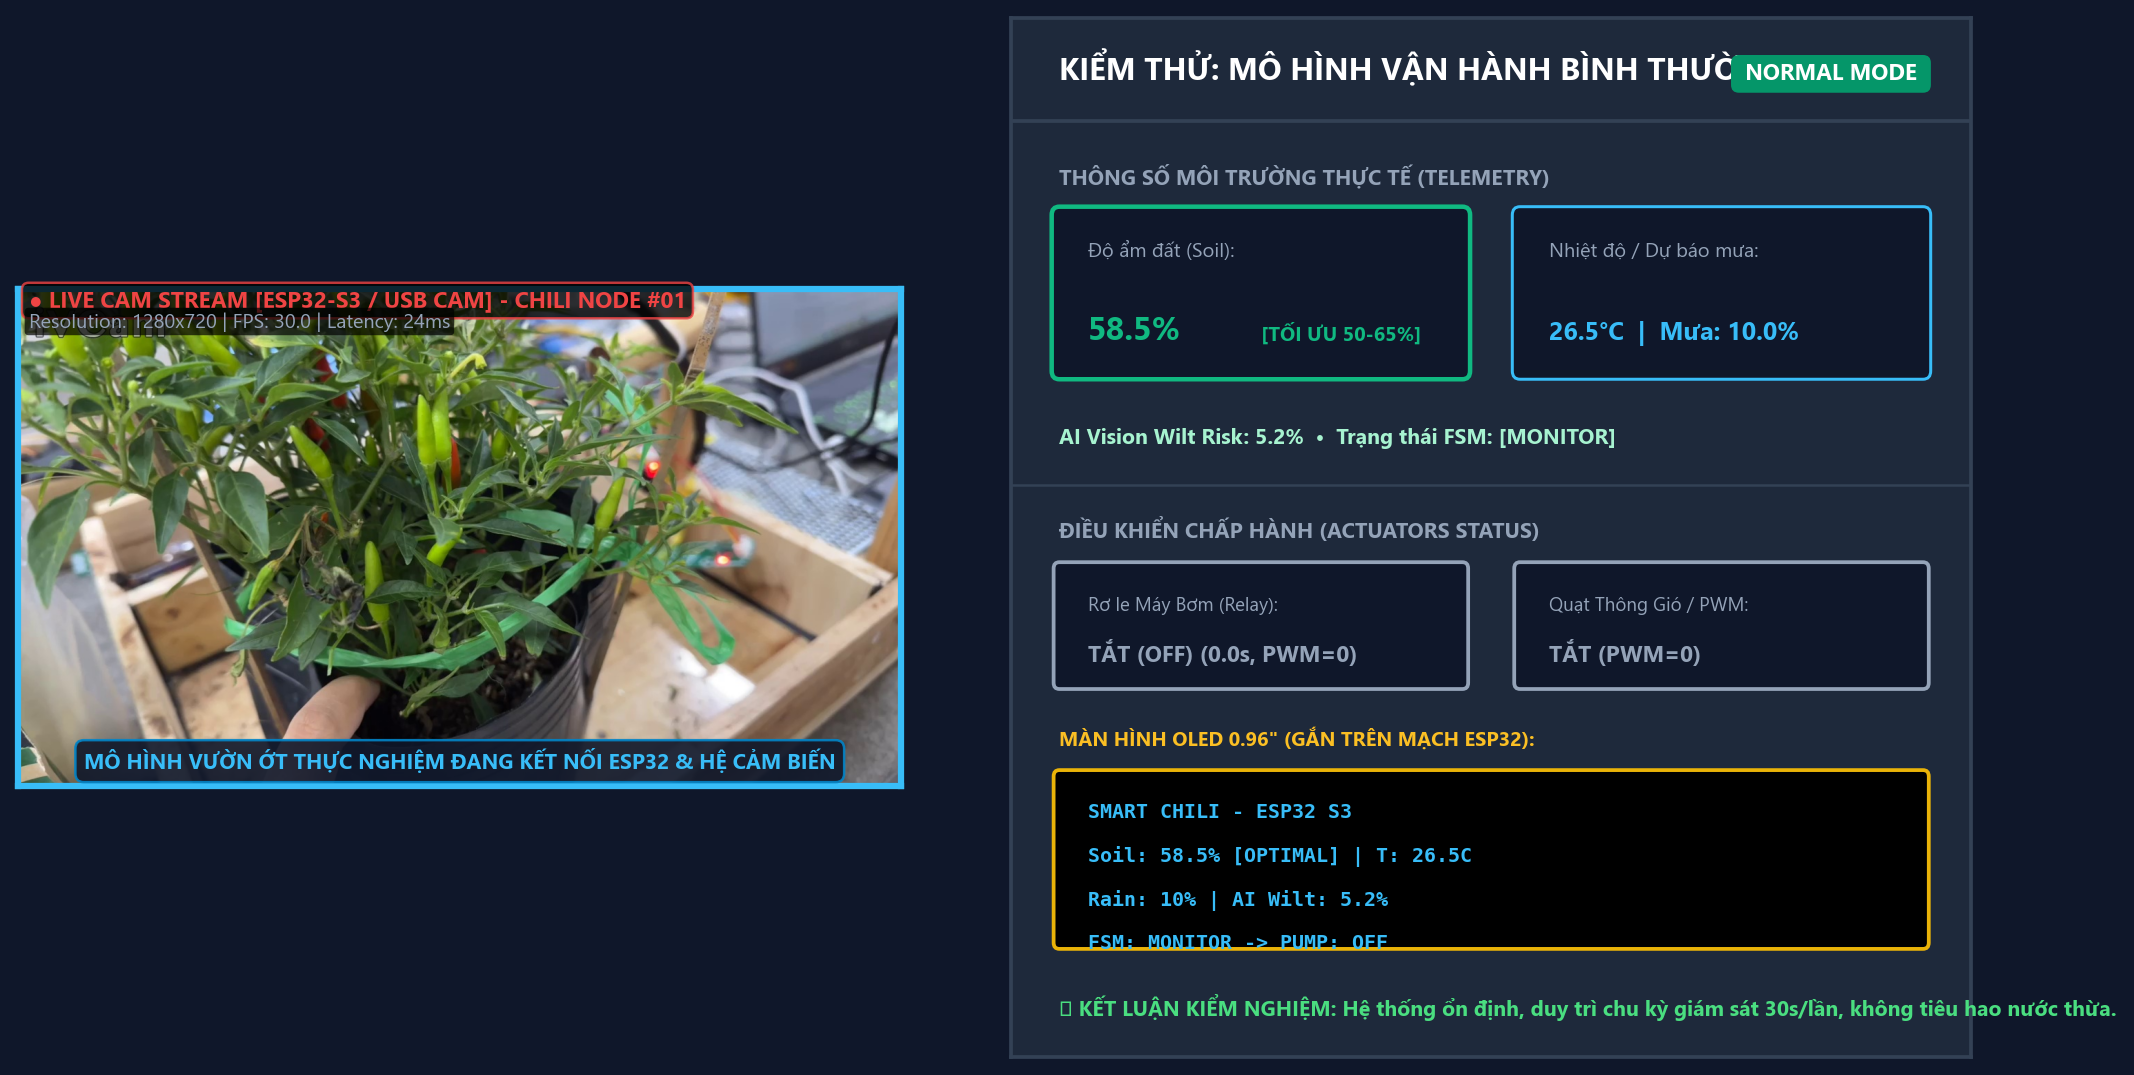 ● LIVE CAM STREAM [ESP32-S3 / USB CAM] - CHILI NODE #01
Resolution: 1280x720 | FPS: 30.0 | Latency: 24ms
MÔ HÌNH VƯỜN ỚT THỰC NGHIỆM ĐANG KẾT NỐI ESP32 & HỆ CẢM BIẾN
KIỂM THỬ: MÔ HÌNH VẬN HÀNH BÌNH
NORMAL MODE
THÔNG SỐ MÔI TRƯỜNG THỰC TẾ (TELEMETRY)
Độ ẩm đất (Soil):
58.5% [TỐI ƯU 50-65%]
Nhiệt độ / Dự báo mưa:
26.5°C | Mưa: 10.0%
AI Vision Wilt Risk: 5.2% • Trạng thái FSM: [MONITOR]
ĐIỀU KHIỂN CHẤP HÀNH (ACTUATORS STATUS)
Rơ le Máy Bơm (Relay):
TẮT (OFF) (0.0s, PWM=0)
Quạt Thông Gió / PWM:
TẮT (PWM=0)
MÀN HÌNH OLED 0.96" (GẮN TRÊN MẠCH ESP32):
SMART CHILI - ESP32 S3
Soil: 58.5% [OPTIMAL] | T: 26.5C
Rain: 10% | AI Wilt: 5.2%
FSM: MONITOR -> PUMP: OFF
KẾT LUẬN KIỂM NGHIỆM: Hệ thống ổn định, duy trì chu kỳ giám sát 30s/lần, không tiêu hao nước thừa.